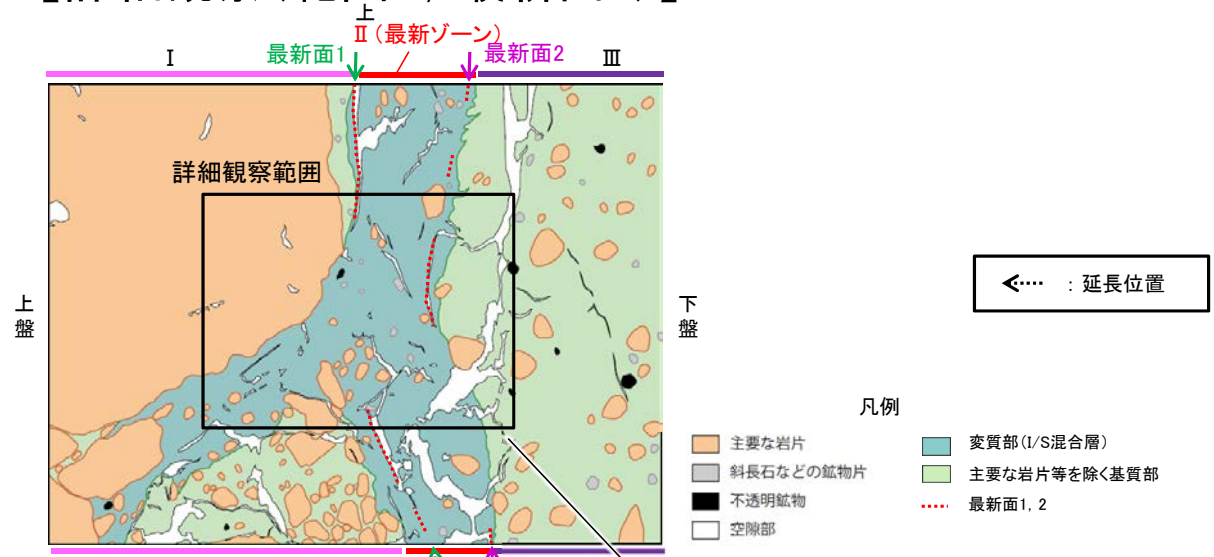 上
Ⅱ(最新ゾーン)
Ⅰ
最新面1
最新面2
Ⅲ
詳細観察範囲
上盤
下盤
：延長位置
凡例
主要な岩片
斜長石などの鉱物片
不透明鉱物
空隙部
変質部(I/S混合層)
主要な岩片等を除く基質部
最新面1, 2